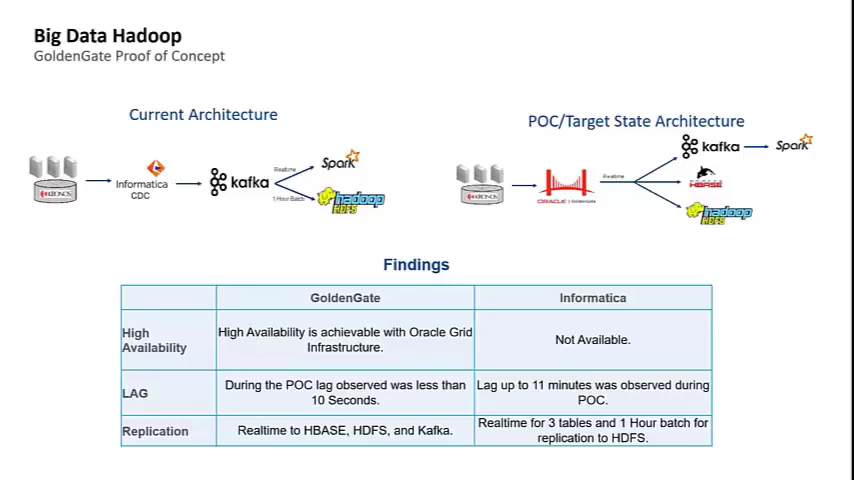 Big Data Hadoop
GoldenGate Proof of Concept
Current Architecture
KRONOS
Informatica
CDC
kafka
Realtime
1 Hour Batch
Spark
hadoop
HDFS
POC/Target State Architecture
KRONOS
ORACLE | GoldenGate
Realtime
kafka
Spark
HBASE
hadoop
HDFS
Findings
GoldenGate
Informatica
High
Availability
High Availability is achievable with Oracle Grid
Infrastructure.
Not Available.
LAG
During the POC lag observed was less than
10 Seconds.
Lag up to 11 minutes was observed during
POC.
Replication
Realtime to HBASE, HDFS, and Kafka.
Realtime for 3 tables and 1 Hour batch for
replication to HDFS.